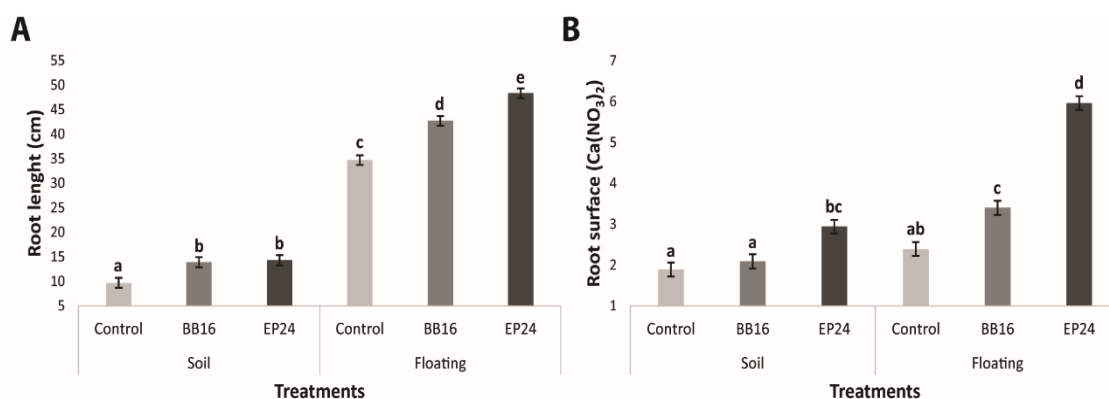 A
Root lenght (cm)
55
50
45
40
35
30
25
20
15
10
5
a
b
b
c
d
e
Control BB16 EP24 Control BB16 EP24
Soil Floating
Treatments
B
Root surface (Ca(NO3)2)
7
6
5
4
3
2
1
a
a
bc
ab
c
d
Control BB16 EP24 Control BB16 EP24
Soil Floating
Treatments